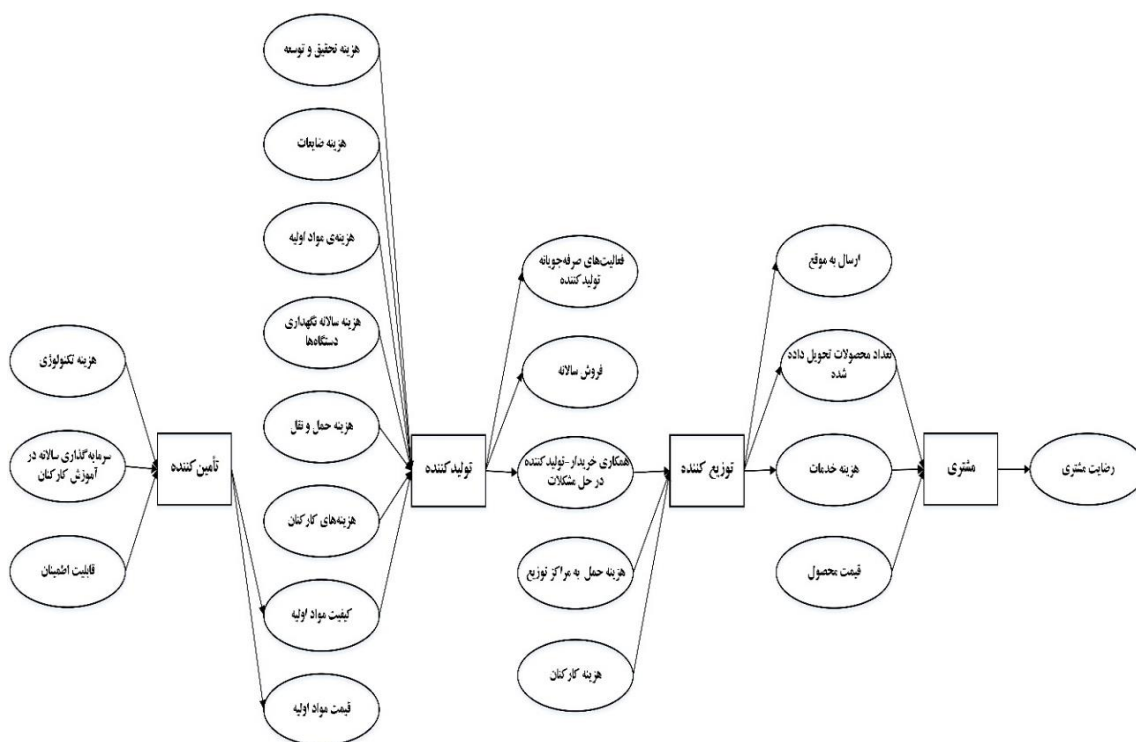 هزینه تکنولوژی
سرمایه‌گذاری سالانه در
آموزش کارکنان
قابلیت اطمینان
تأمین‌کننده
هزینه تحقیق و توسعه
هزینه ضایعات
هزینه‌ی مواد اولیه
هزینه سالانه نگهداری
دستگاه‌ها
هزینه حمل و نقل
هزینه‌های کارکنان
کیفیت مواد اولیه
قیمت مواد اولیه
تولیدکننده
فعالیت‌های صرفه‌جویانه
تولیدکننده
فروش سالانه
همکاری خریدار-تولیدکننده
در حل مشکلات
هزینه حمل به مراکز توزیع
هزینه کارکنان
توزیع کننده
ارسال به موقع
تعداد محصولات تحویل داده
شده
هزینه خدمات
قیمت محصول
مشتری
رضایت مشتری